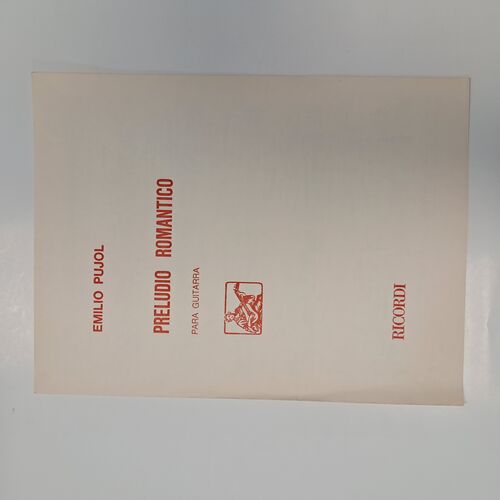 EMILIO PUJOL
PRELUDIO ROMANTICO
PARA GUITARRA
RICORDI